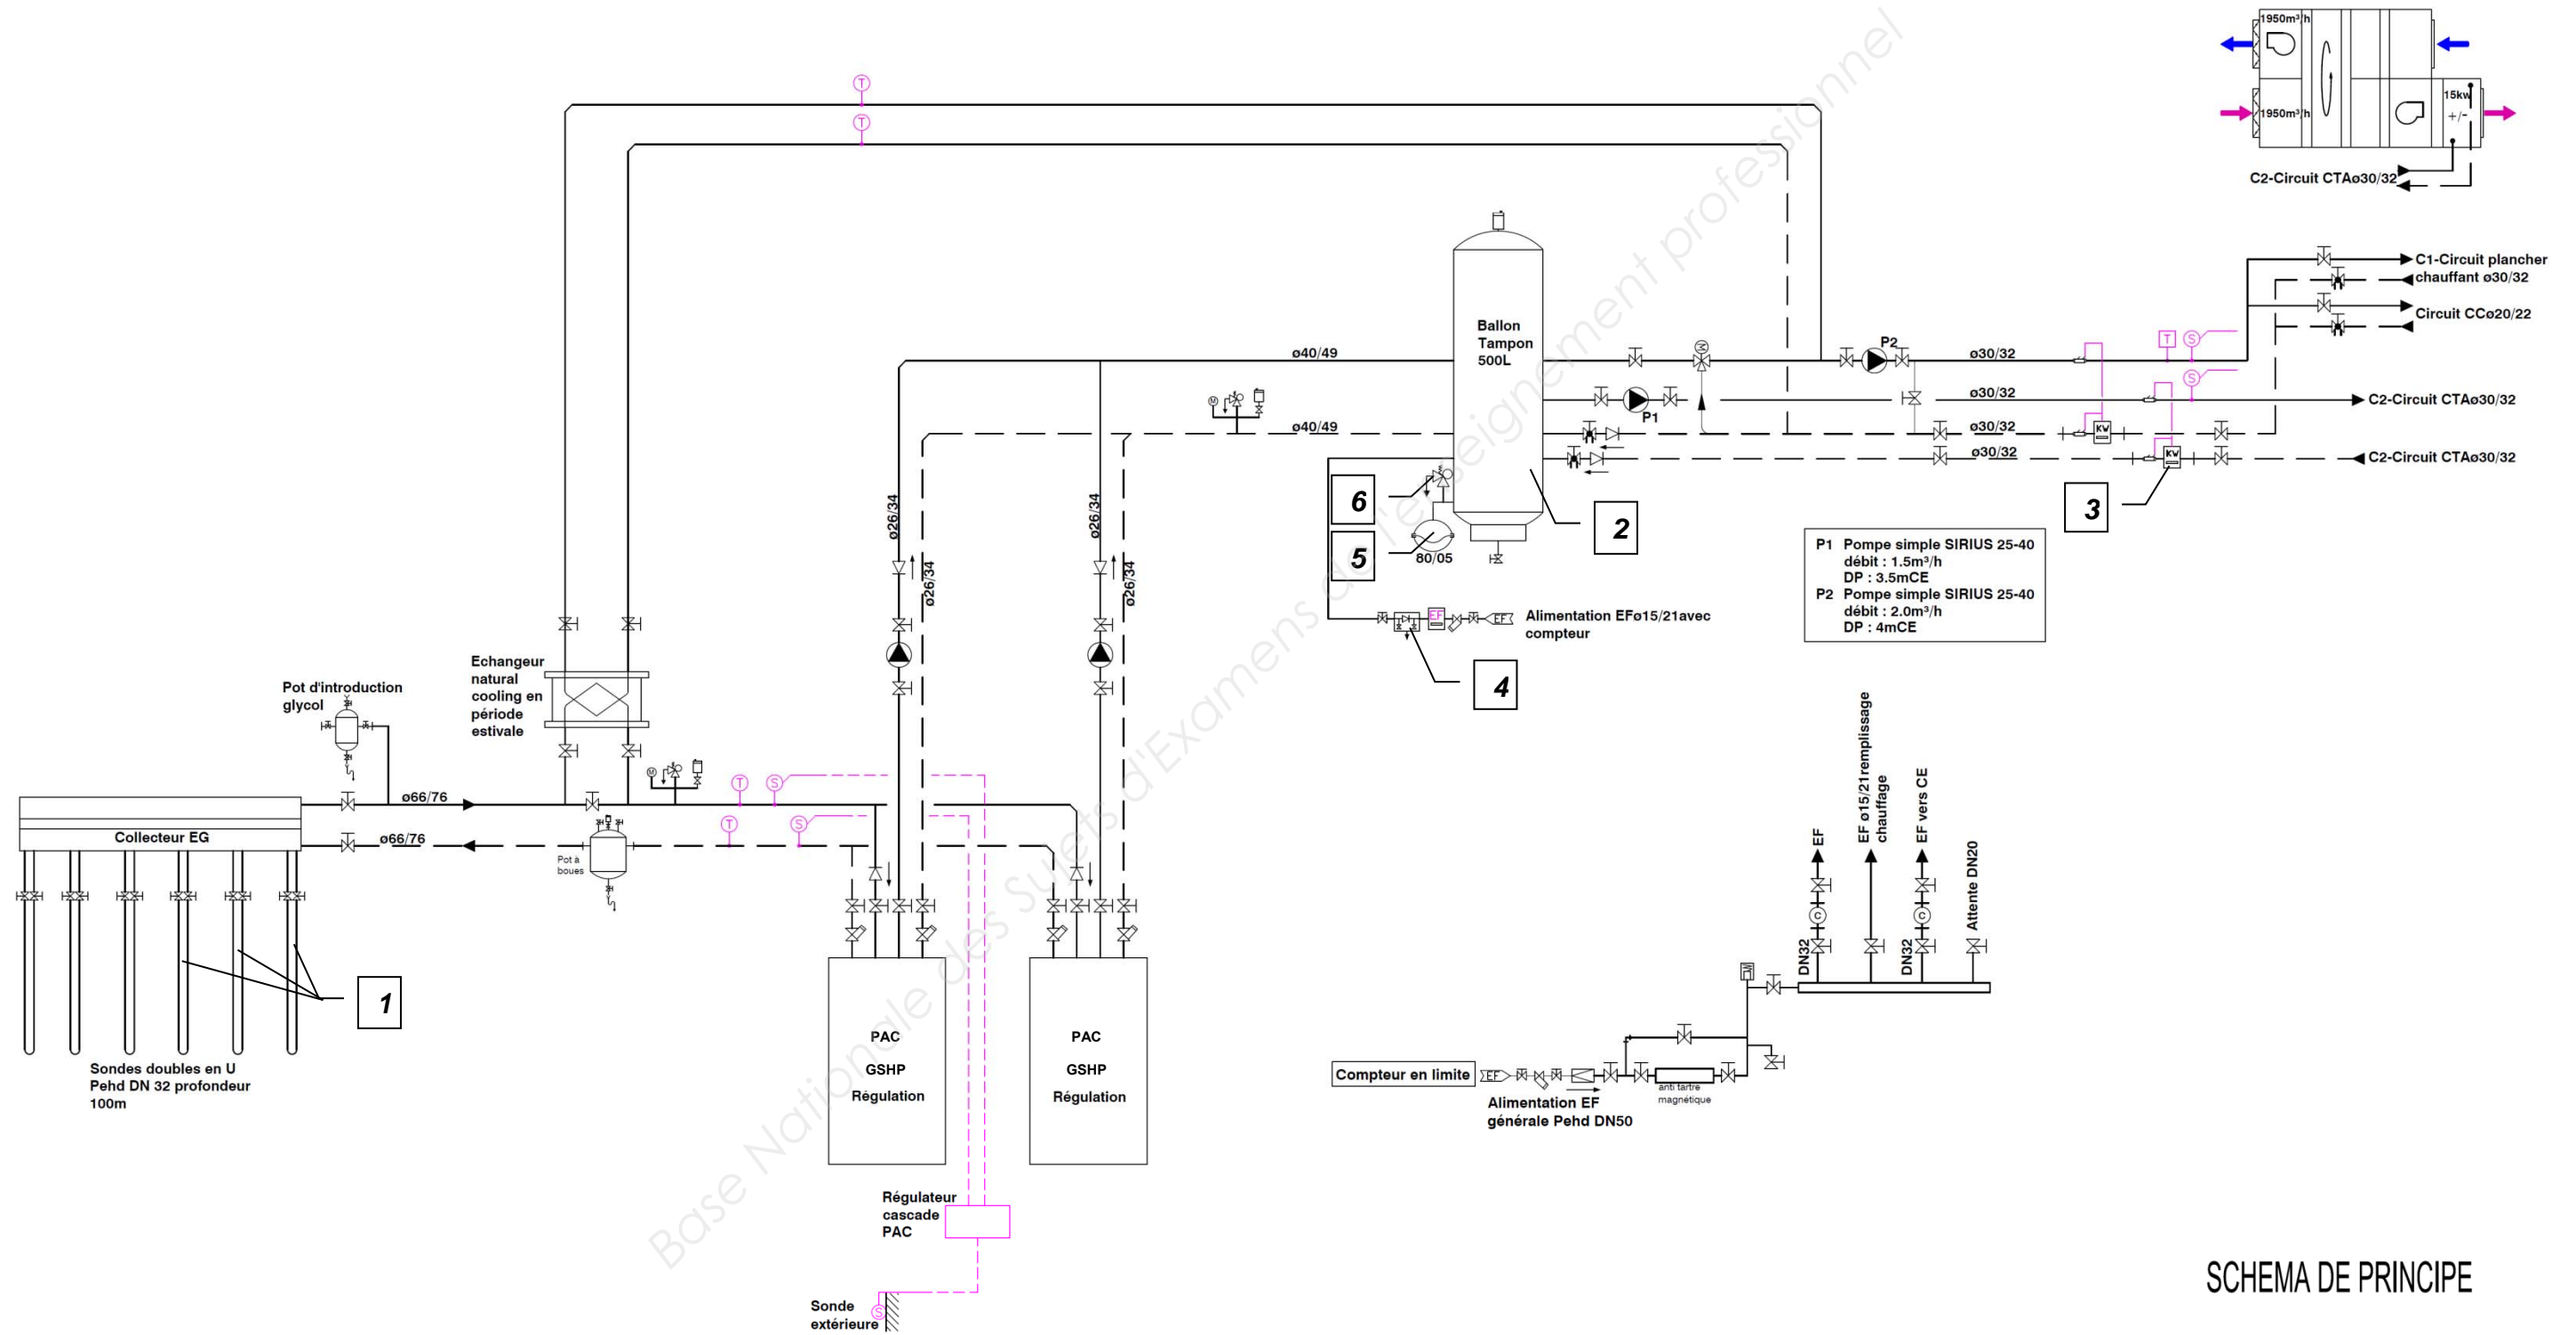 1950m³/h
1950m³/h
15kw
+/-
C2-Circuit CTAø30/32
T
T
C1-Circuit plancher
chauffant ø30/32
Circuit CCø20/22
Ballon
Tampon
500L
ø40/49
M
P2
ø30/32
T
S
P1
ø30/32
S
C2-Circuit CTAø30/32
M
ø40/49
ø30/32
KW
ø30/32
KW
C2-Circuit CTAø30/32
6
2
3
5
80/05
ø26/34
ø26/34
ø26/34
ø26/34
P1 Pompe simple SIRIUS 25-40
débit : 1.5m³/h
DP : 3.5mCE
P2 Pompe simple SIRIUS 25-40
débit : 2.0m³/h
DP : 4mCE
EF
EF
Alimentation EFø15/21avec
compteur
4
Echangeur
natural
cooling en
période
estivale
Pot d'introduction
glycol
M
T
S
ø66/76
T
S
ø66/76
Collecteur EG
Pot à
boues
1
Sondes doubles en U
Pehd DN 32 profondeur
100m
PAC
GSHP
Régulation
PAC
GSHP
Régulation
Régulateur
cascade
PAC
Sonde
extérieure
S
EF
EF ø15/21remplissage
chauffage
EF vers CE
Attente DN20
C
C
DN32
DN32
Compteur en limite
EF
anti tartre
magnétique
Alimentation EF
générale Pehd DN50
SCHEMA DE PRINCIPE
Base Nationale des Sujets d'Examens de l'enseignement professionnel